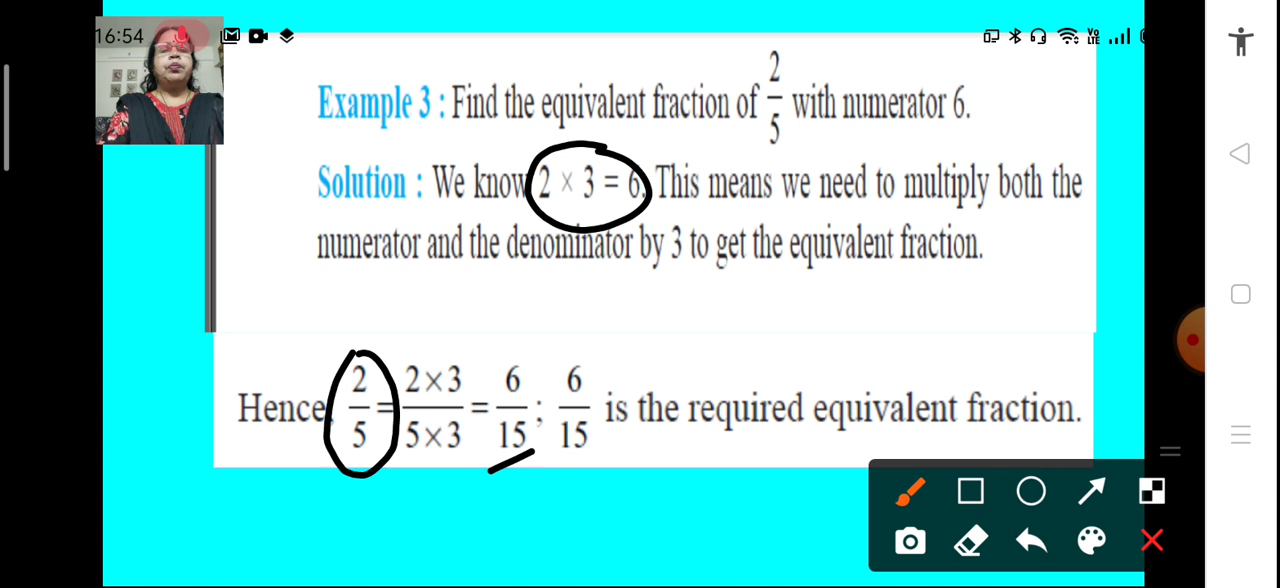 16:54
Vo
LTE
Example 3 : Find the equivalent fraction of 2/5 with numerator 6.
Solution : We know 2 × 3 = 6. This means we need to multiply both the
numerator and the denominator by 3 to get the equivalent fraction.
Hence, 2/5 = 2×3/5×3 = 6/15 ; 6/15 is the required equivalent fraction.